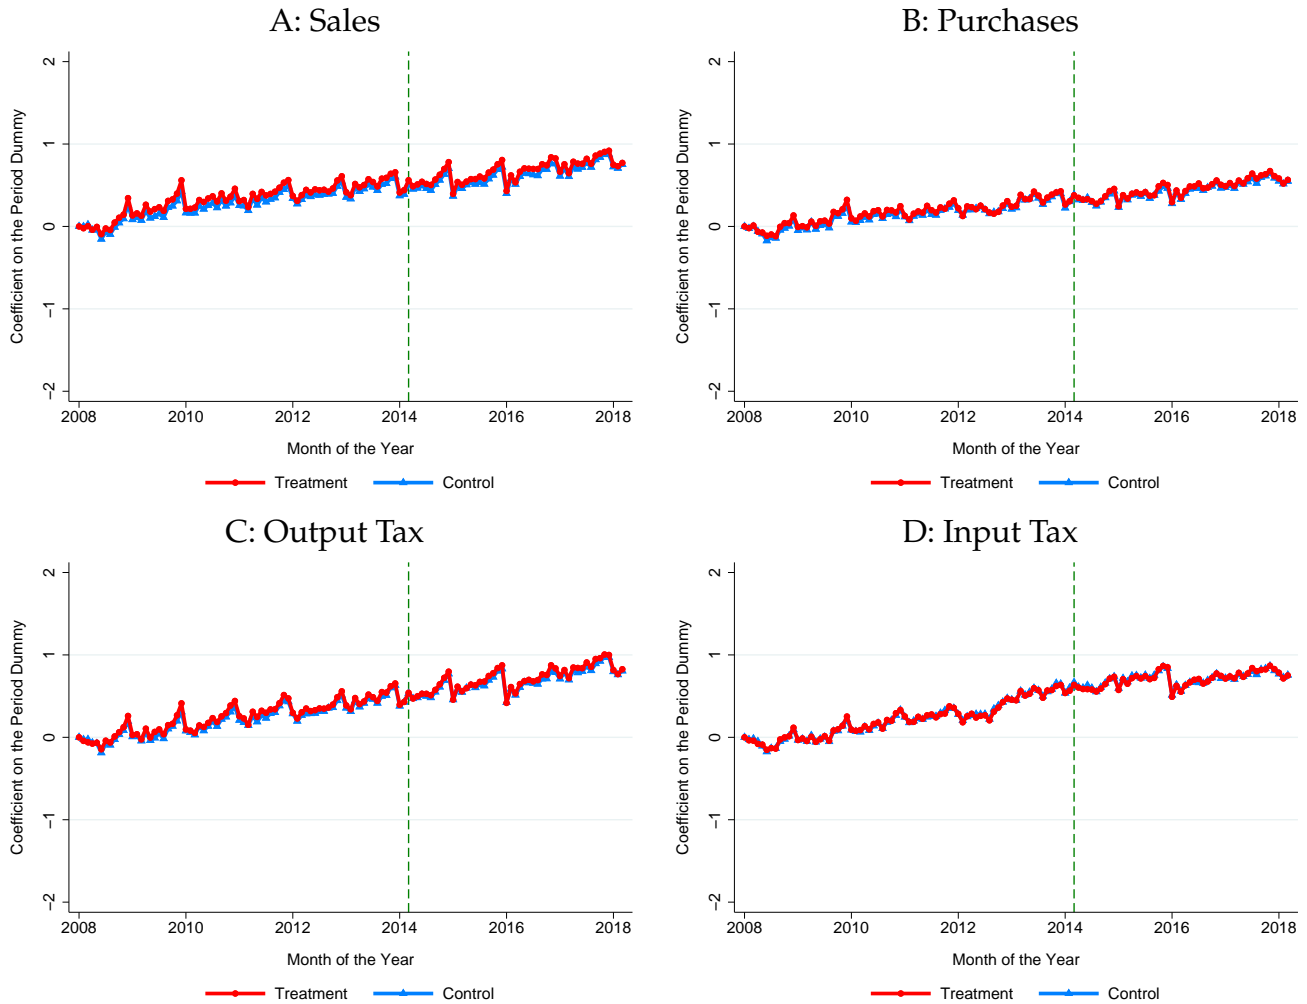 A: Sales
Coefficient on the Period Dummy
2
1
0
−1
−2
2008 2010 2012 2014 2016 2018
Month of the Year
Treatment Control
B: Purchases
Coefficient on the Period Dummy
2
1
0
−1
−2
2008 2010 2012 2014 2016 2018
Month of the Year
Treatment Control
C: Output Tax
Coefficient on the Period Dummy
2
1
0
−1
−2
2008 2010 2012 2014 2016 2018
Month of the Year
Treatment Control
D: Input Tax
Coefficient on the Period Dummy
2
1
0
−1
−2
2008 2010 2012 2014 2016 2018
Month of the Year
Treatment Control